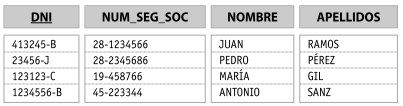 DNI NUM_SEG_SOC NOMBRE APELLIDOS
413245-B 28-1234566 JUAN RAMOS
23456-J 28-2345686 PEDRO PÉREZ
123123-C 19-458766 MARÍA GIL
1234556-B 45-223344 ANTONIO SANZ